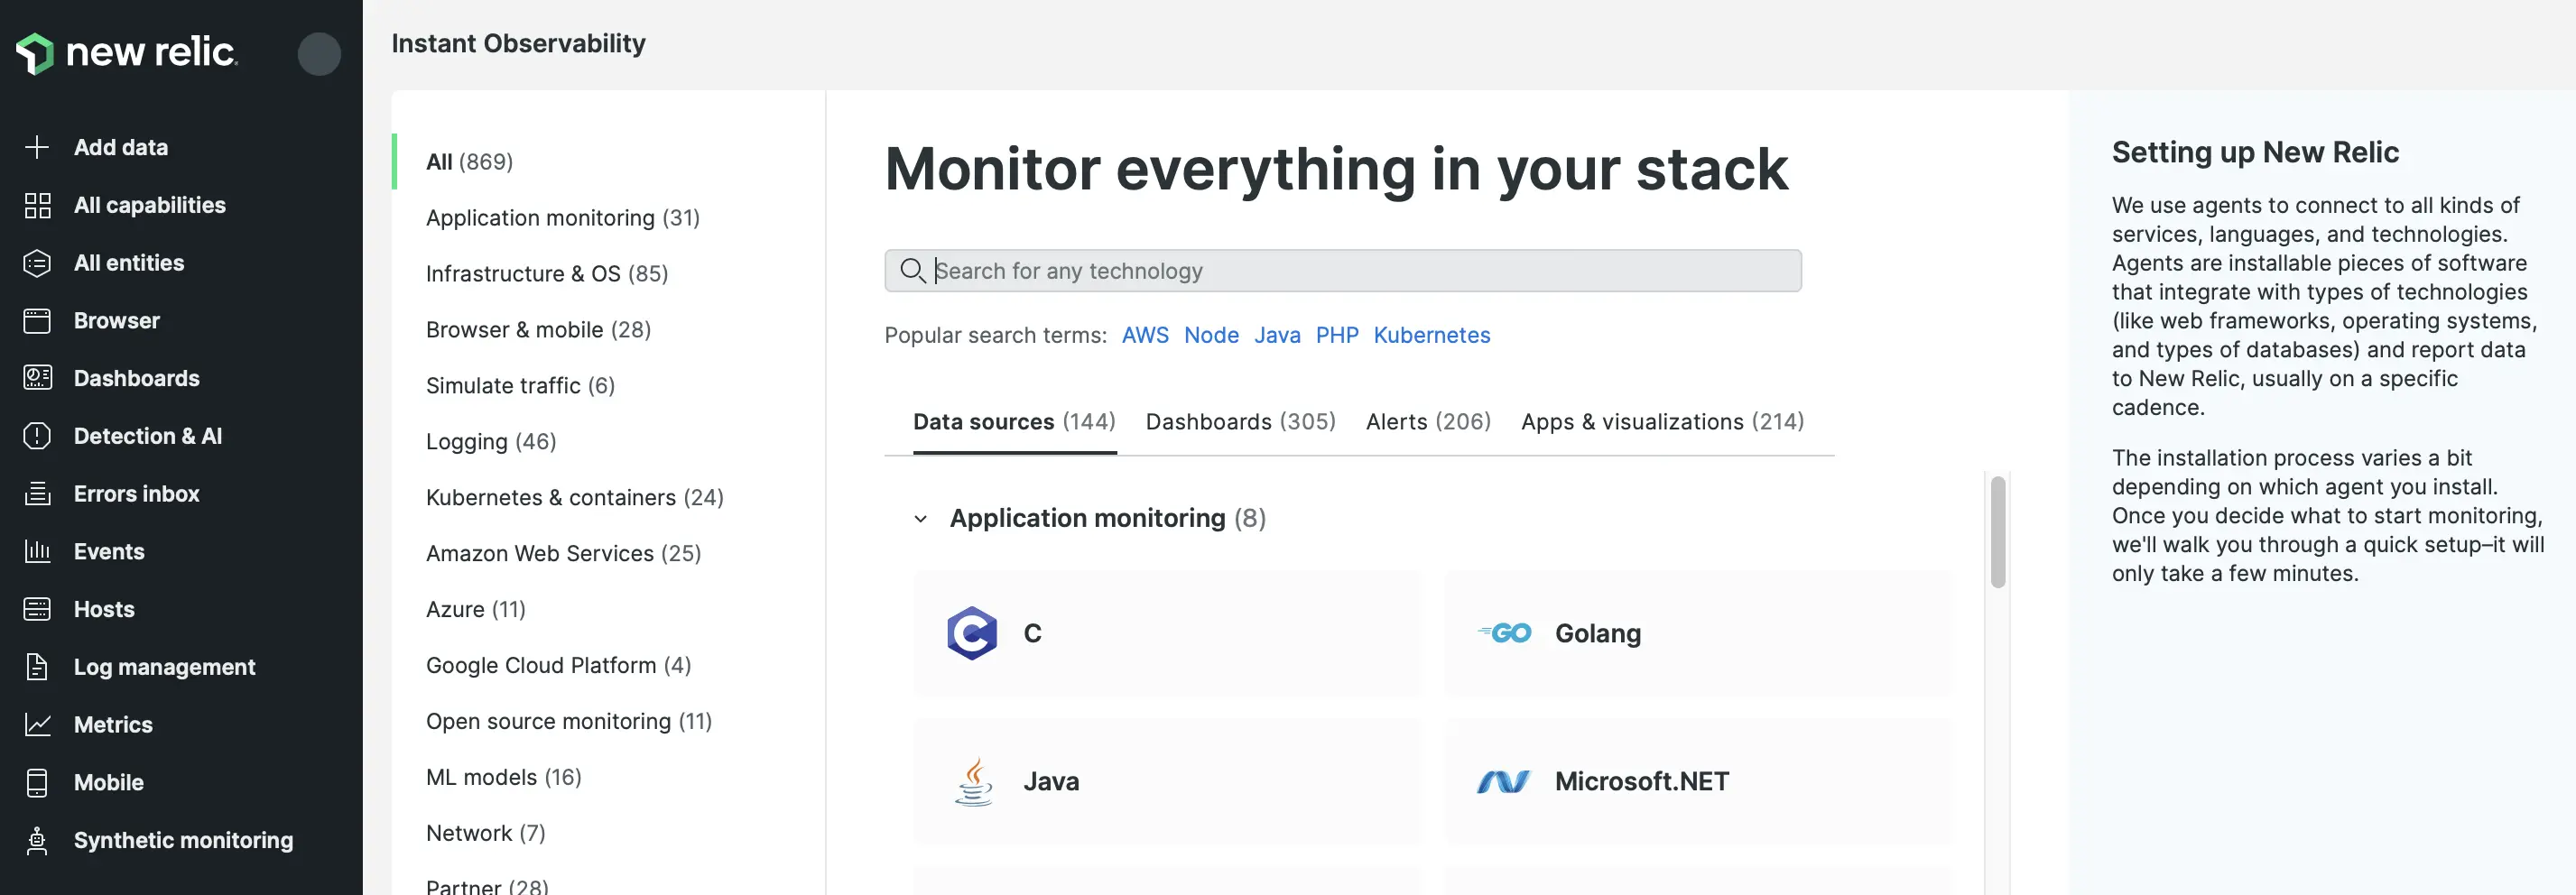 new relic.
Add data
All capabilities
All entities
Browser
Dashboards
Detection & AI
Errors inbox
Events
Hosts
Log management
Metrics
Mobile
Synthetic monitoring
Instant Observability
All (869)
Application monitoring (31)
Infrastructure & OS (85)
Browser & mobile (28)
Simulate traffic (6)
Logging (46)
Kubernetes & containers (24)
Amazon Web Services (25)
Azure (11)
Google Cloud Platform (4)
Open source monitoring (11)
ML models (16)
Network (7)
Partner (28)
Monitor everything in your stack
Search for any technology
Popular search terms: AWS Node Java PHP Kubernetes
Data sources (144) Dashboards (305) Alerts (206) Apps & visualizations (214)
Application monitoring (8)
C
GO Golang
Java
Microsoft.NET
Setting up New Relic
We use agents to connect to all kinds of
services, languages, and technologies.
Agents are installable pieces of software
that integrate with types of technologies
(like web frameworks, operating systems,
and types of databases) and report data
to New Relic, usually on a specific
cadence.
The installation process varies a bit
depending on which agent you install.
Once you decide what to start monitoring,
we'll walk you through a quick setup–it will
only take a few minutes.